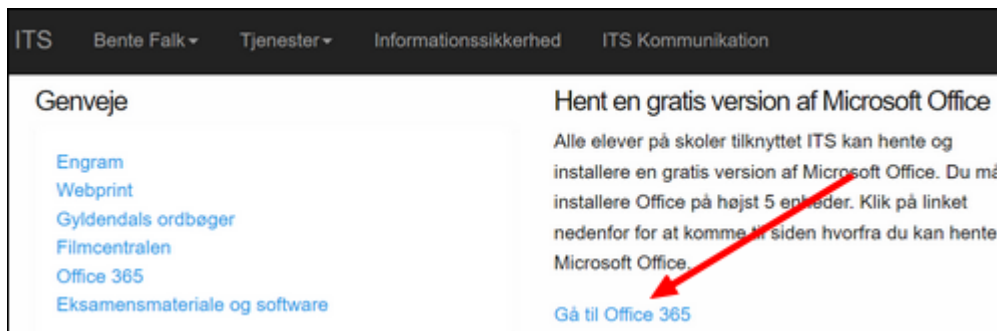 ITS Bente Falk Tjenester Informationssikkerhed ITS Kommunikation
Genveje
Engram
Webprint
Gyldendals ordbøger
Filmcentralen
Office 365
Eksamensmateriale og software
Hent en gratis version af Microsoft Office
Alle elever på skoler tilknyttet ITS kan hente og
installere en gratis version af Microsoft Office. Du må
installere Office på højst 5 enheder. Klik på linket
nedenfor for at komme til siden hvorfra du kan hente
Microsoft Office.
Gå til Office 365